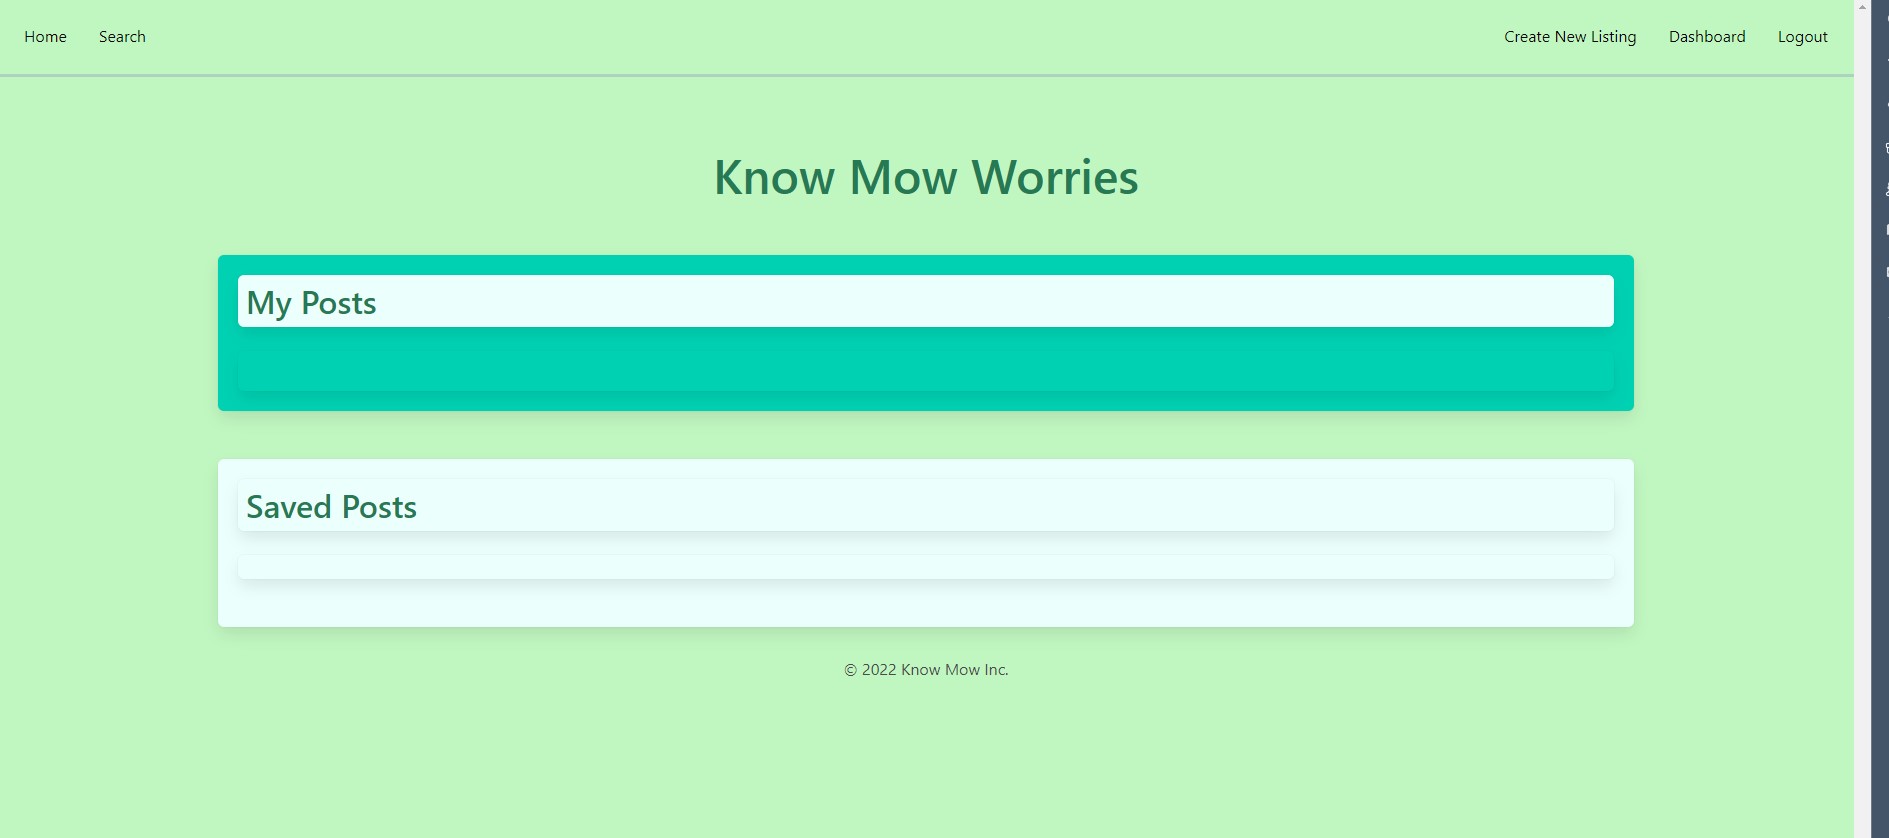 Home Search Create New Listing Dashboard Logout
Know Mow Worries
My Posts
Saved Posts
© 2022 Know Mow Inc.